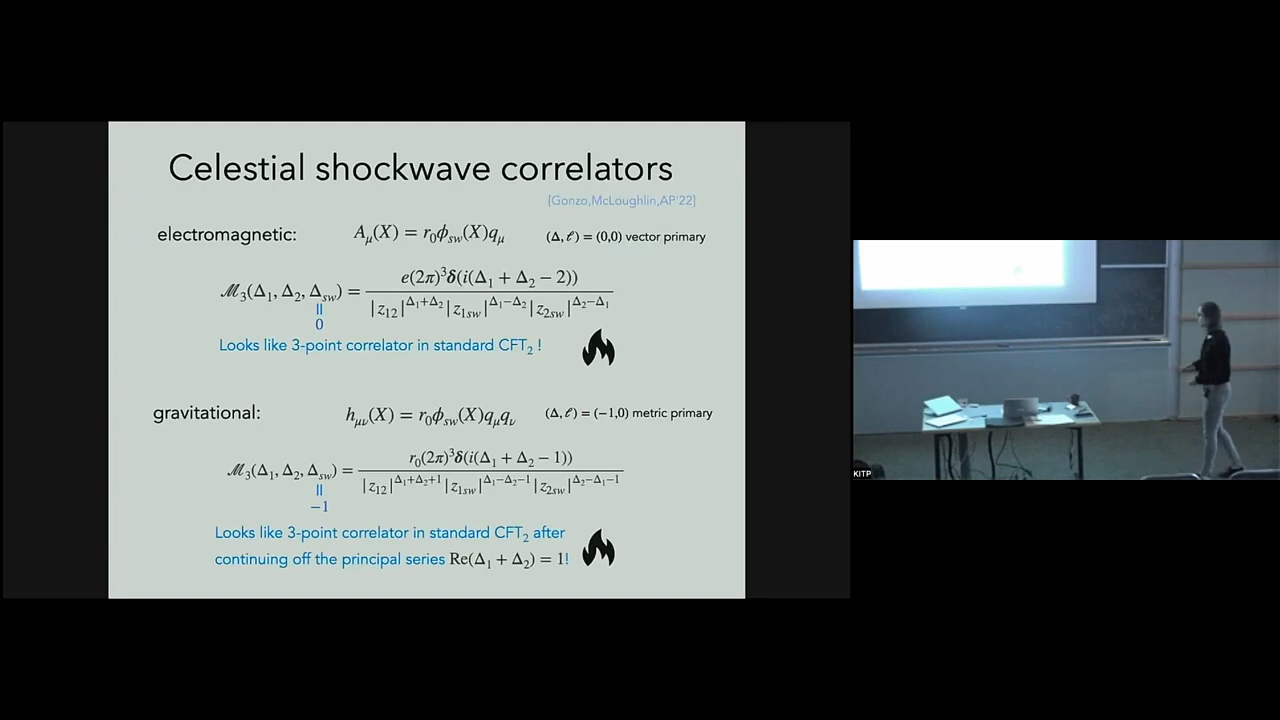 Celestial shockwave correlators
[Gonzo,McLoughlin,AP'22]
electromagnetic: A_μ(X) = r_0 ϕ_sw(X) q_μ (Δ, ℓ) = (0,0) vector primary
ℳ_3(Δ_1, Δ_2, Δ_sw) = e(2π)^3 δ(i(Δ_1 + Δ_2 − 2)) / |z_12|^{Δ_1+Δ_2} |z_1sw|^{Δ_1−Δ_2} |z_2sw|^{Δ_2−Δ_1}
||
0
Looks like 3-point correlator in standard CFT_2 !
gravitational: h_μν(X) = r_0 ϕ_sw(X) q_μ q_ν (Δ, ℓ) = (−1,0) metric primary
ℳ_3(Δ_1, Δ_2, Δ_sw) = r_0(2π)^3 δ(i(Δ_1 + Δ_2 − 1)) / |z_12|^{Δ_1+Δ_2+1} |z_1sw|^{Δ_1−Δ_2−1} |z_2sw|^{Δ_2−Δ_1−1}
||
−1
Looks like 3-point correlator in standard CFT_2 after
continuing off the principal series Re(Δ_1 + Δ_2) = 1!
KITP